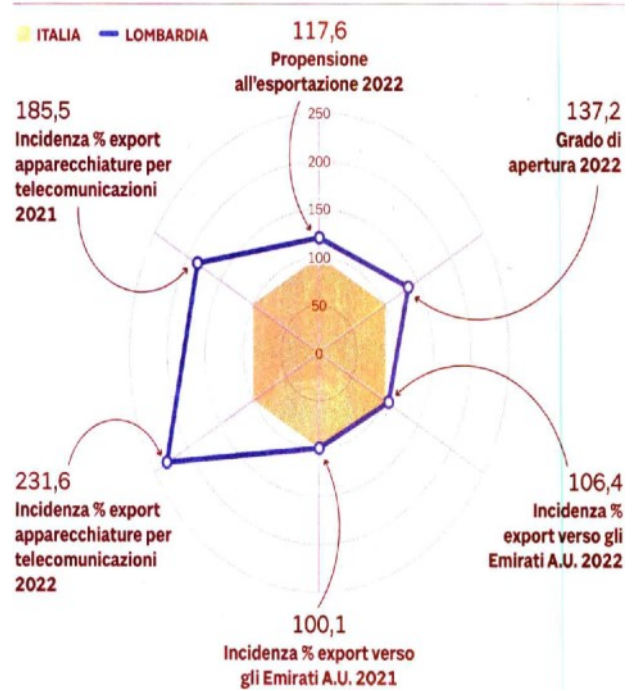 ITALIA LOMBARDIA
117,6
Propensione
all'esportazione 2022
137,2
Grado di
apertura 2022
106,4
Incidenza %
export verso gli
Emirati A.U. 2022
100,1
Incidenza % export verso
gli Emirati A.U. 2021
231,6
Incidenza % export
apparecchiature per
telecomunicazioni
2022
185,5
Incidenza % export
apparecchiature per
telecomunicazioni
2021
250
200
150
100
50
0